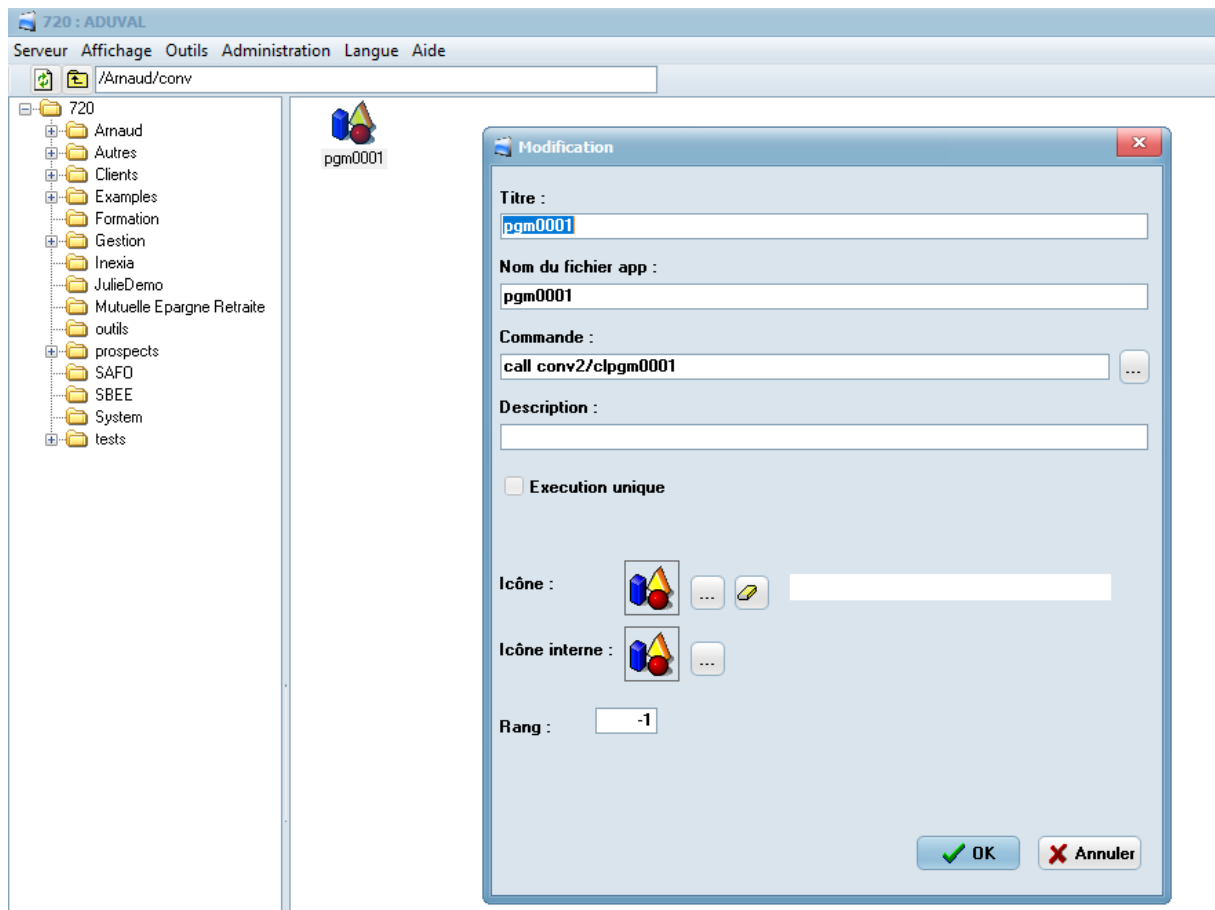 720 : ADUVAL
Serveur Affichage Outils Administration Langue Aide
/Arnaud/conv
720
Arnaud
Autres
Clients
Examples
Formation
Gestion
Inexia
JulieDemo
Mutuelle Epargne Retraite
outils
prospects
SAFO
SBEE
System
tests
pgm0001
Modification
Titre :
pgm0001
Nom du fichier app :
pgm0001
Commande :
call conv2/clpgm0001
...
Description :
Execution unique
Icône :
...
Icône interne :
...
Rang :
-1
OK
Annuler